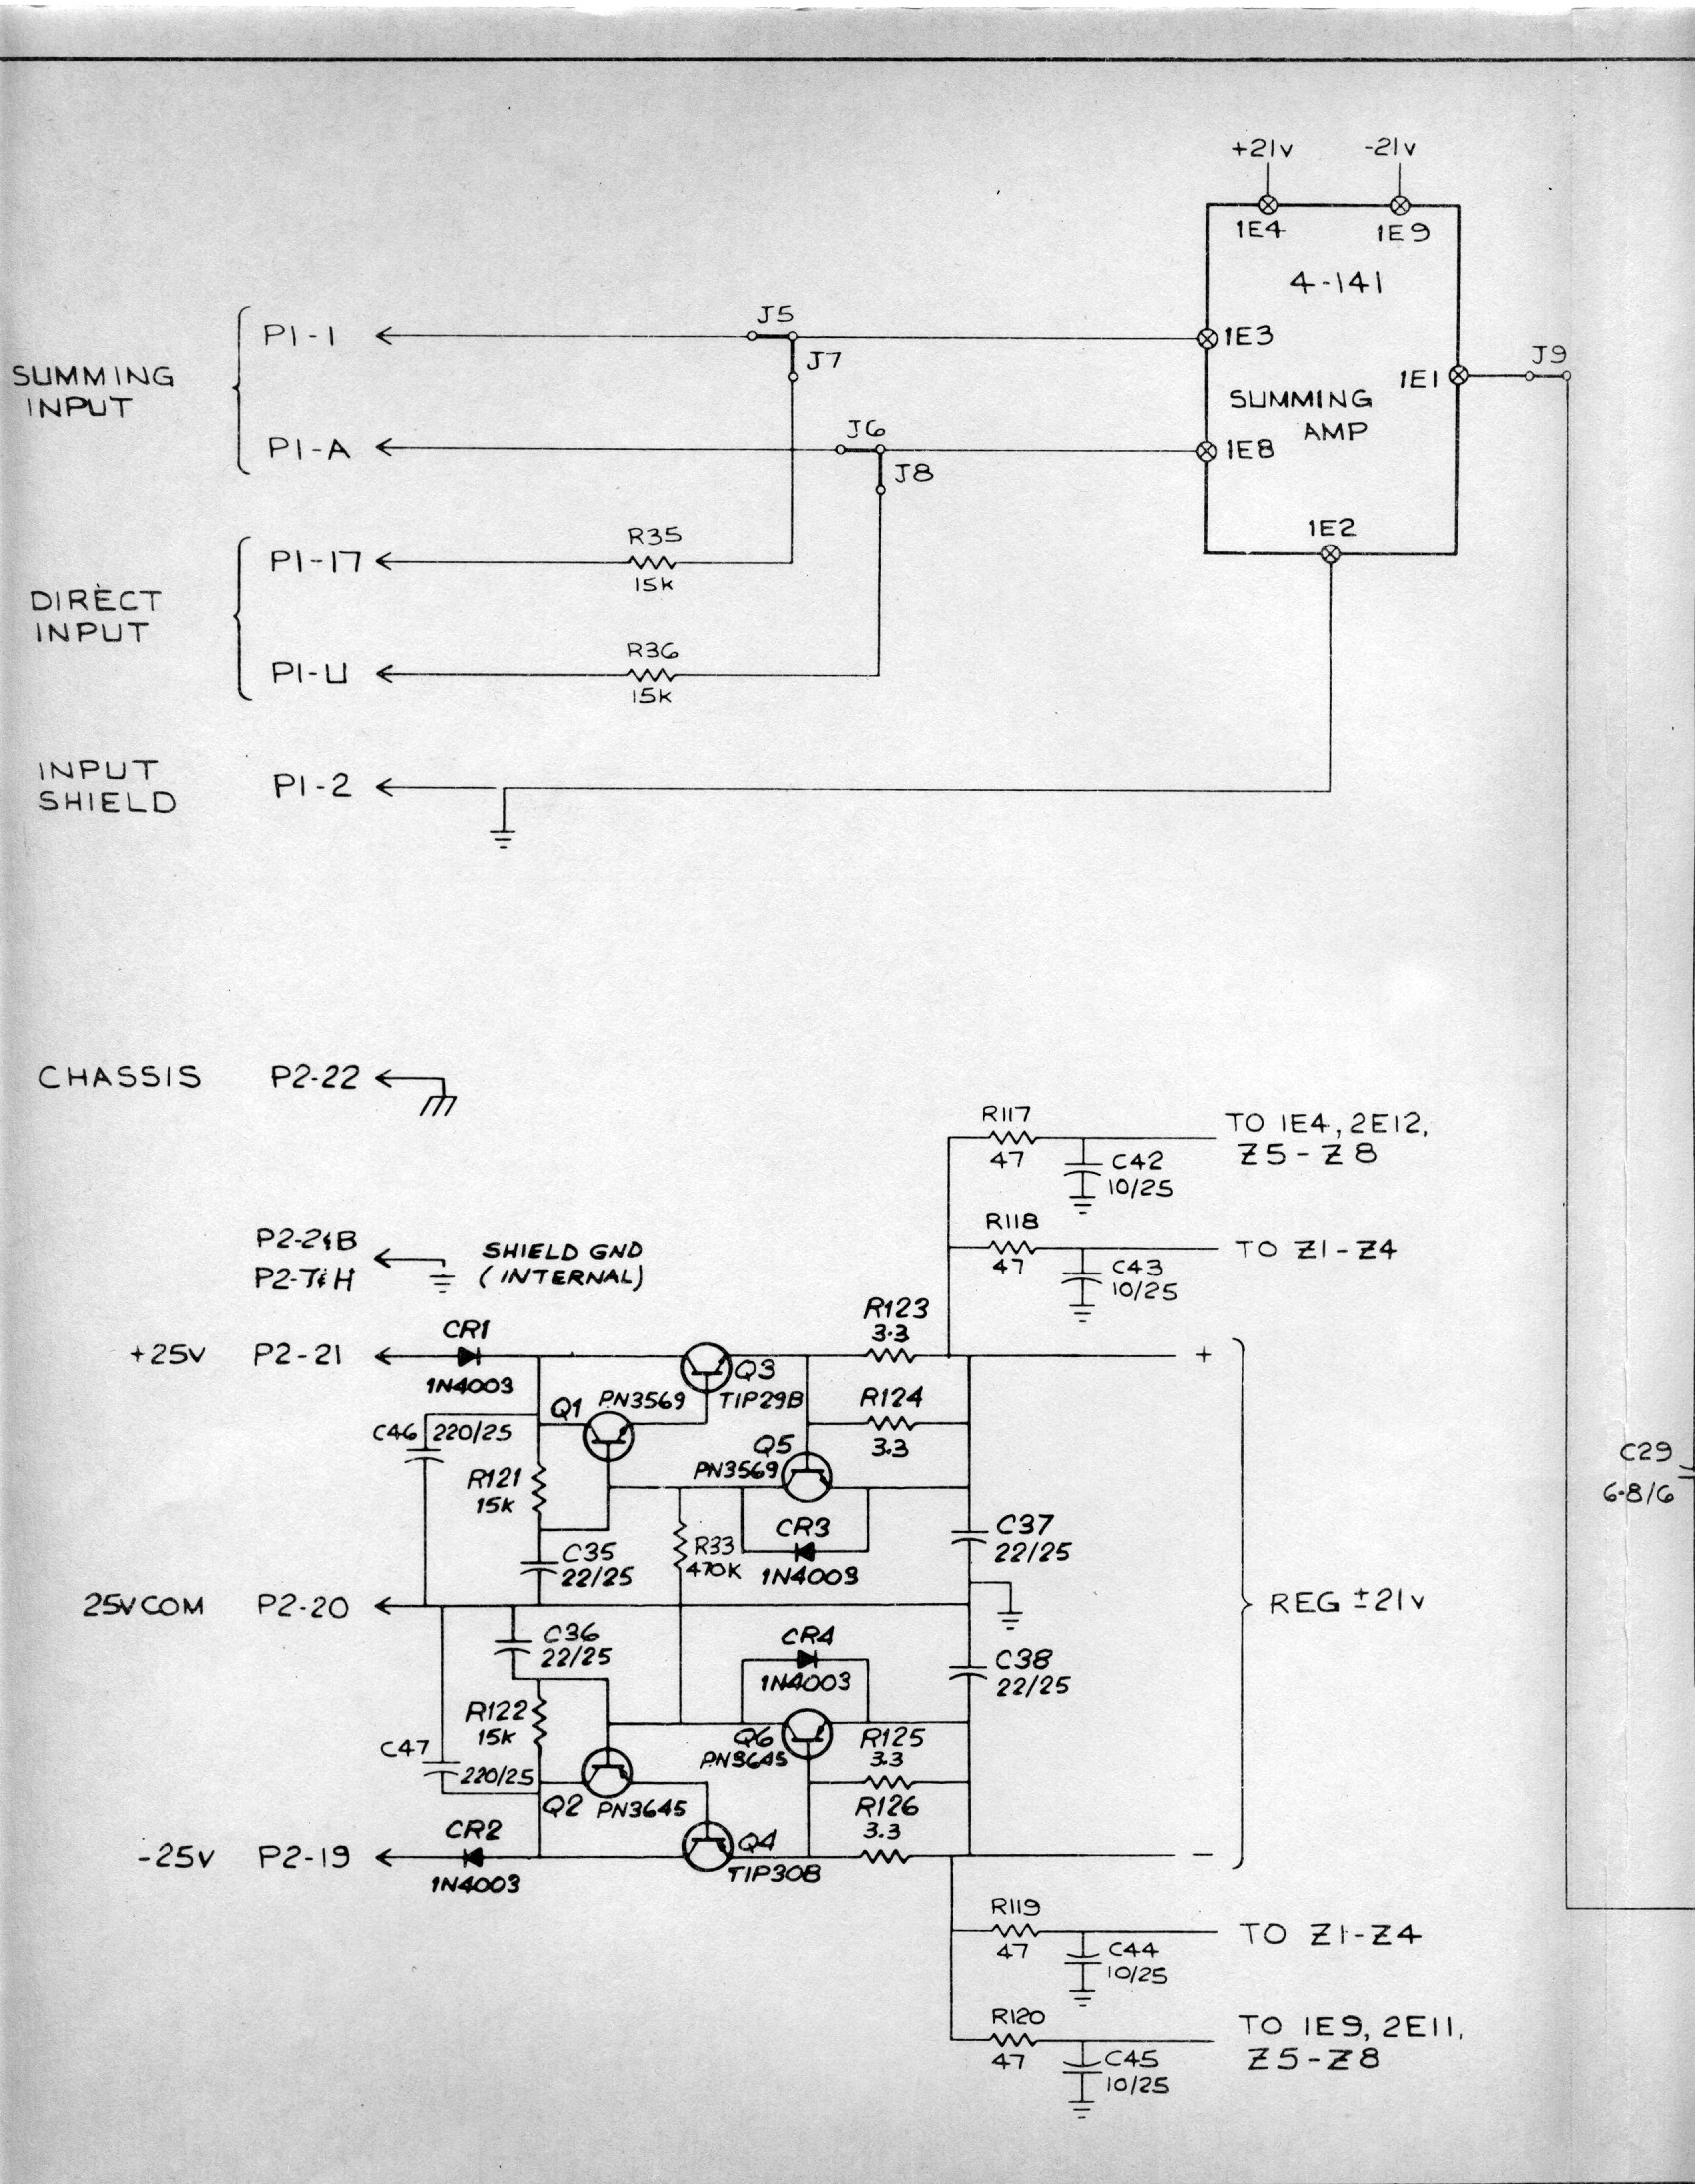 +21v -21v
1E4 1E9
4-141
J5
P1-1 1E3
J7
SUMMING
INPUT
J9
1E1
SUMMING
AMP
J6
P1-A 1E8
J8
1E2
R35
P1-17
15K
DIRECT
INPUT
R36
P1-U
15K
INPUT
SHIELD
P1-2
CHASSIS P2-22
R117
47
C42
10/25
TO 1E4, 2E12,
Z5-Z8
R118
47
C43
10/25
TO Z1-Z4
P2-2&B
P2-7&H
SHIELD GND
(INTERNAL)
R123
3.3
CR1
+25V P2-21
1N4003
+
Q3
TIP29B
Q1 PN3569
R124
3.3
C46 220/25
Q5
PN3569
R121
15K
C29
6.8/6
CR3
1N4003
R33
470K
C37
22/25
C35
22/25
25V COM P2-20
REG ±21v
C36
22/25
CR4
1N4003
C38
22/25
R122
15K
Q6
PN3645
R125
3.3
C47
220/25
Q2 PN3645
R126
3.3
CR2
-25V P2-19
1N4003
Q4
TIP30B
-
R119
47
C44
10/25
TO Z1-Z4
R120
47
C45
10/25
TO 1E9, 2E11,
Z5-Z8